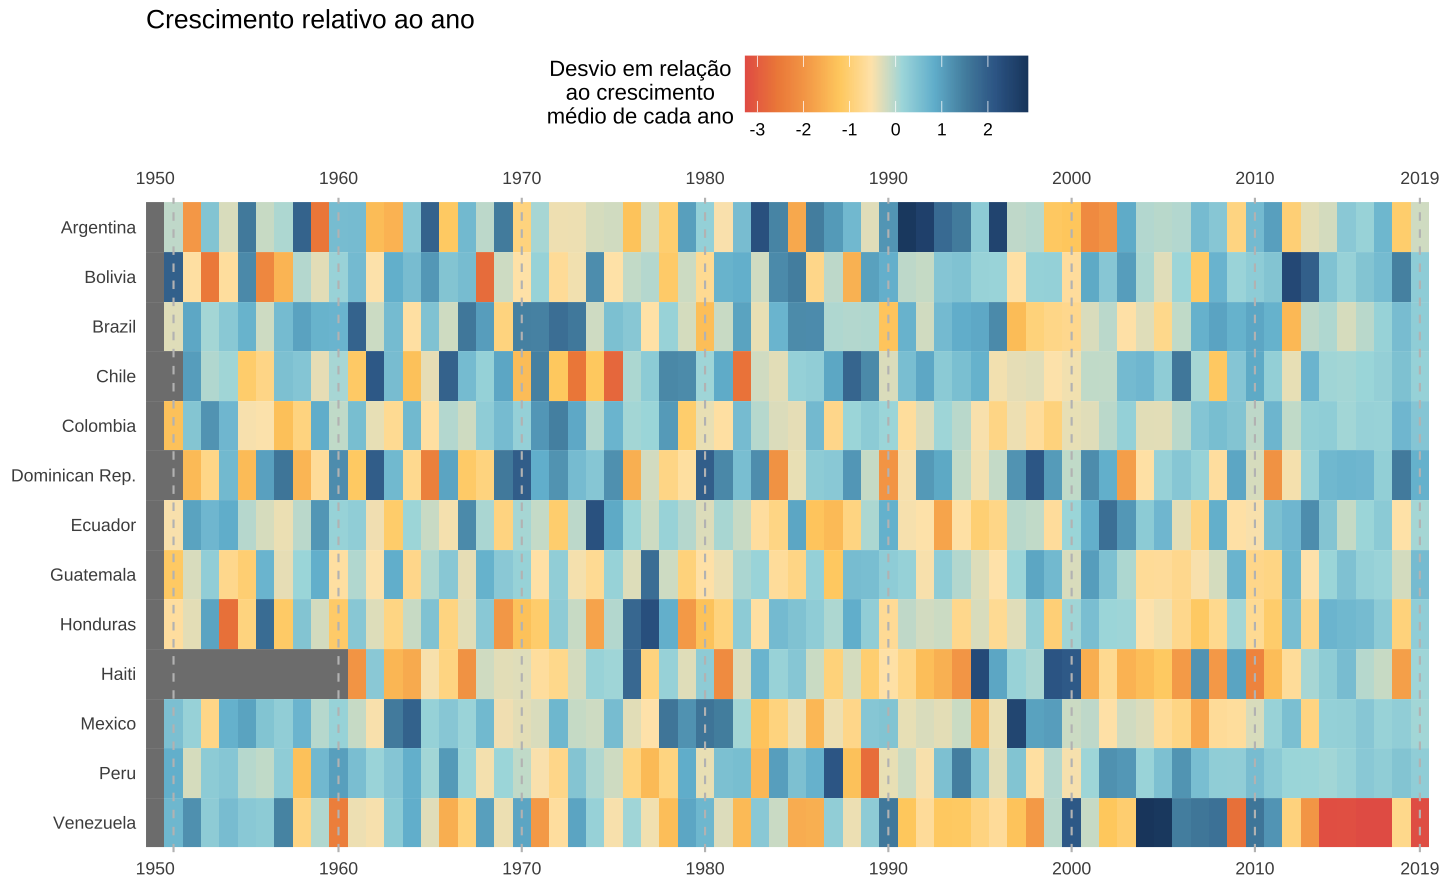 Crescimento relativo ao ano
Desvio em relação
ao crescimento
médio de cada ano
-3 -2 -1 0 1 2
1950 1960 1970 1980 1990 2000 2010 2019
Argentina
Bolivia
Brazil
Chile
Colombia
Dominican Rep.
Ecuador
Guatemala
Honduras
Haiti
Mexico
Peru
Venezuela
1950 1960 1970 1980 1990 2000 2010 2019